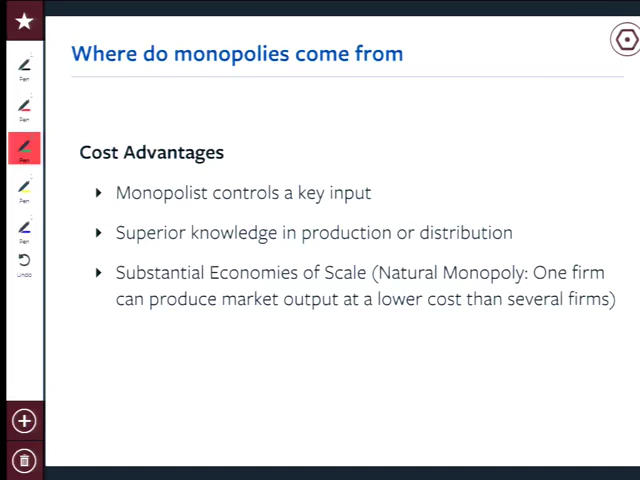 Where do monopolies come from
Pen
Cost Advantages
Pen
Pen
Monopolist controls a key input
Pen
Superior knowledge in production or distribution
Pen
Undo
Substantial Economies of Scale (Natural Monopoly: One firm
can produce market output at a lower cost than several firms)